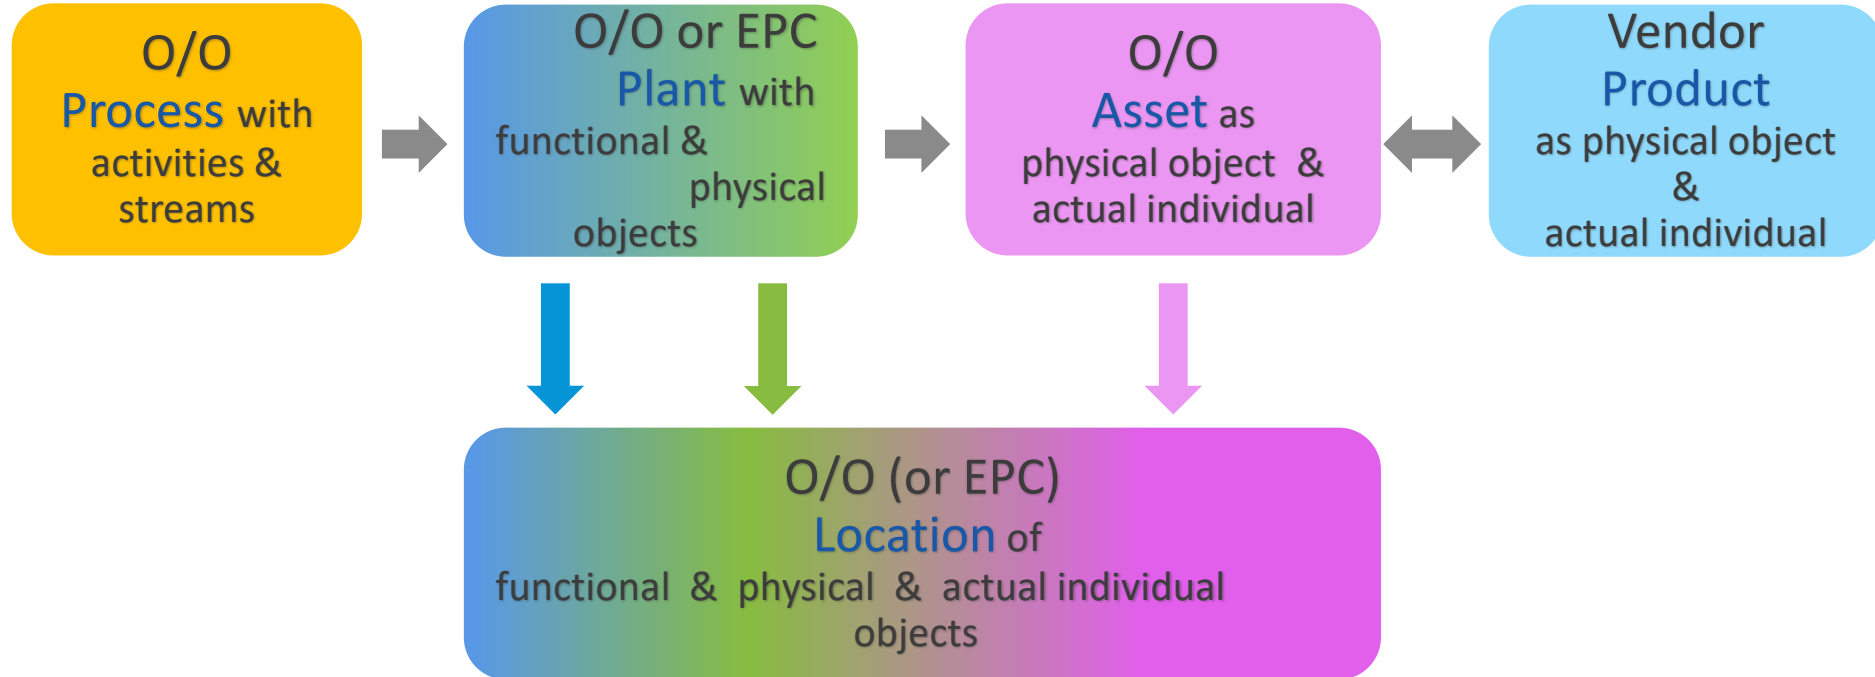 O/O
Process with
activities &
streams
O/O or EPC
Plant with
functional &
physical
objects
O/O
Asset as
physical object &
actual individual
Vendor
Product
as physical object
&
actual individual
O/O (or EPC)
Location of
functional & physical & actual individual
objects